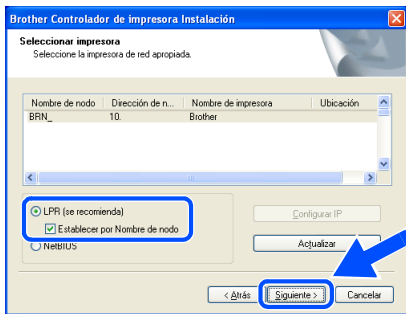 Brother Controlador de impresora Instalación
Seleccionar impresora
Seleccione la impresora de red apropiada.
Nombre de nodo Dirección de n... Nombre de impresora Ubicación
BRN_ 10. Brother
LPR (se recomienda)
Establecer por Nombre de nodo
NetBIUS
Configurar IP
Actualizar
< Atrás
Siguiente >
Cancelar